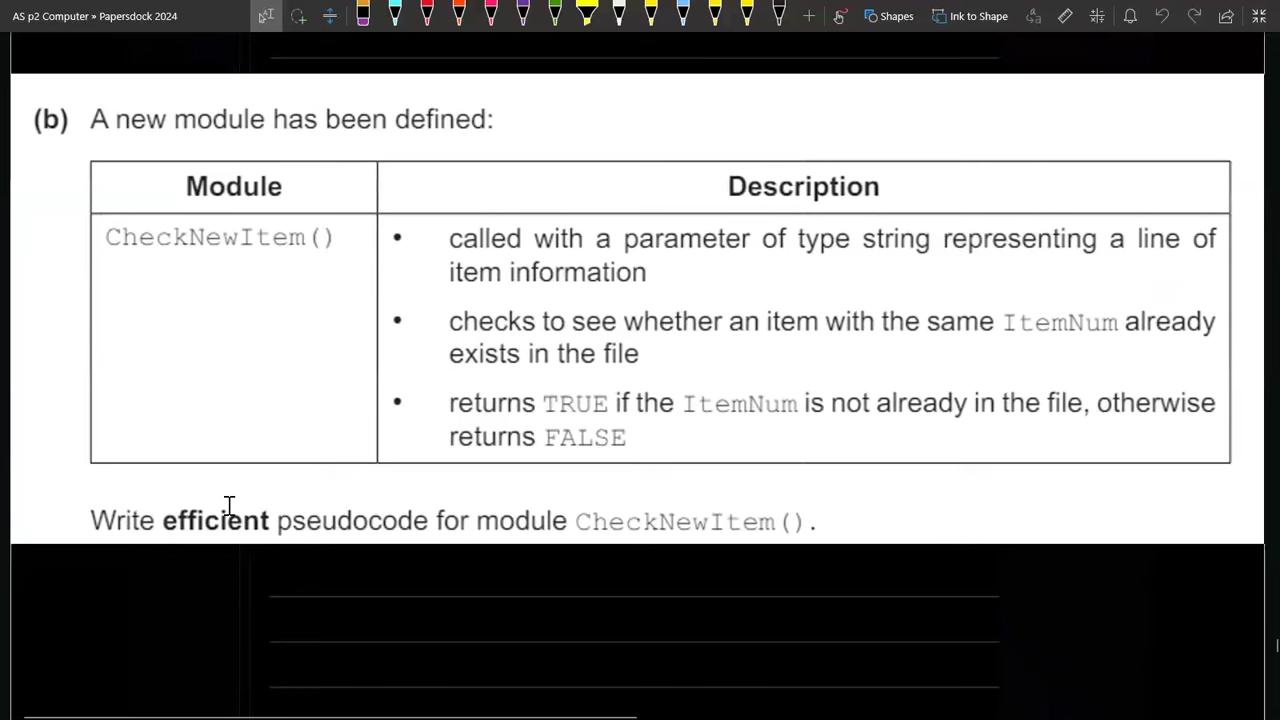 AS p2 Computer » Papersdock 2024
Shapes
Ink to Shape
(b) A new module has been defined:
Module Description
CheckNewItem() • called with a parameter of type string representing a line of
item information
• checks to see whether an item with the same ItemNum already
exists in the file
• returns TRUE if the ItemNum is not already in the file, otherwise
returns FALSE
Write efficient pseudocode for module CheckNewItem().